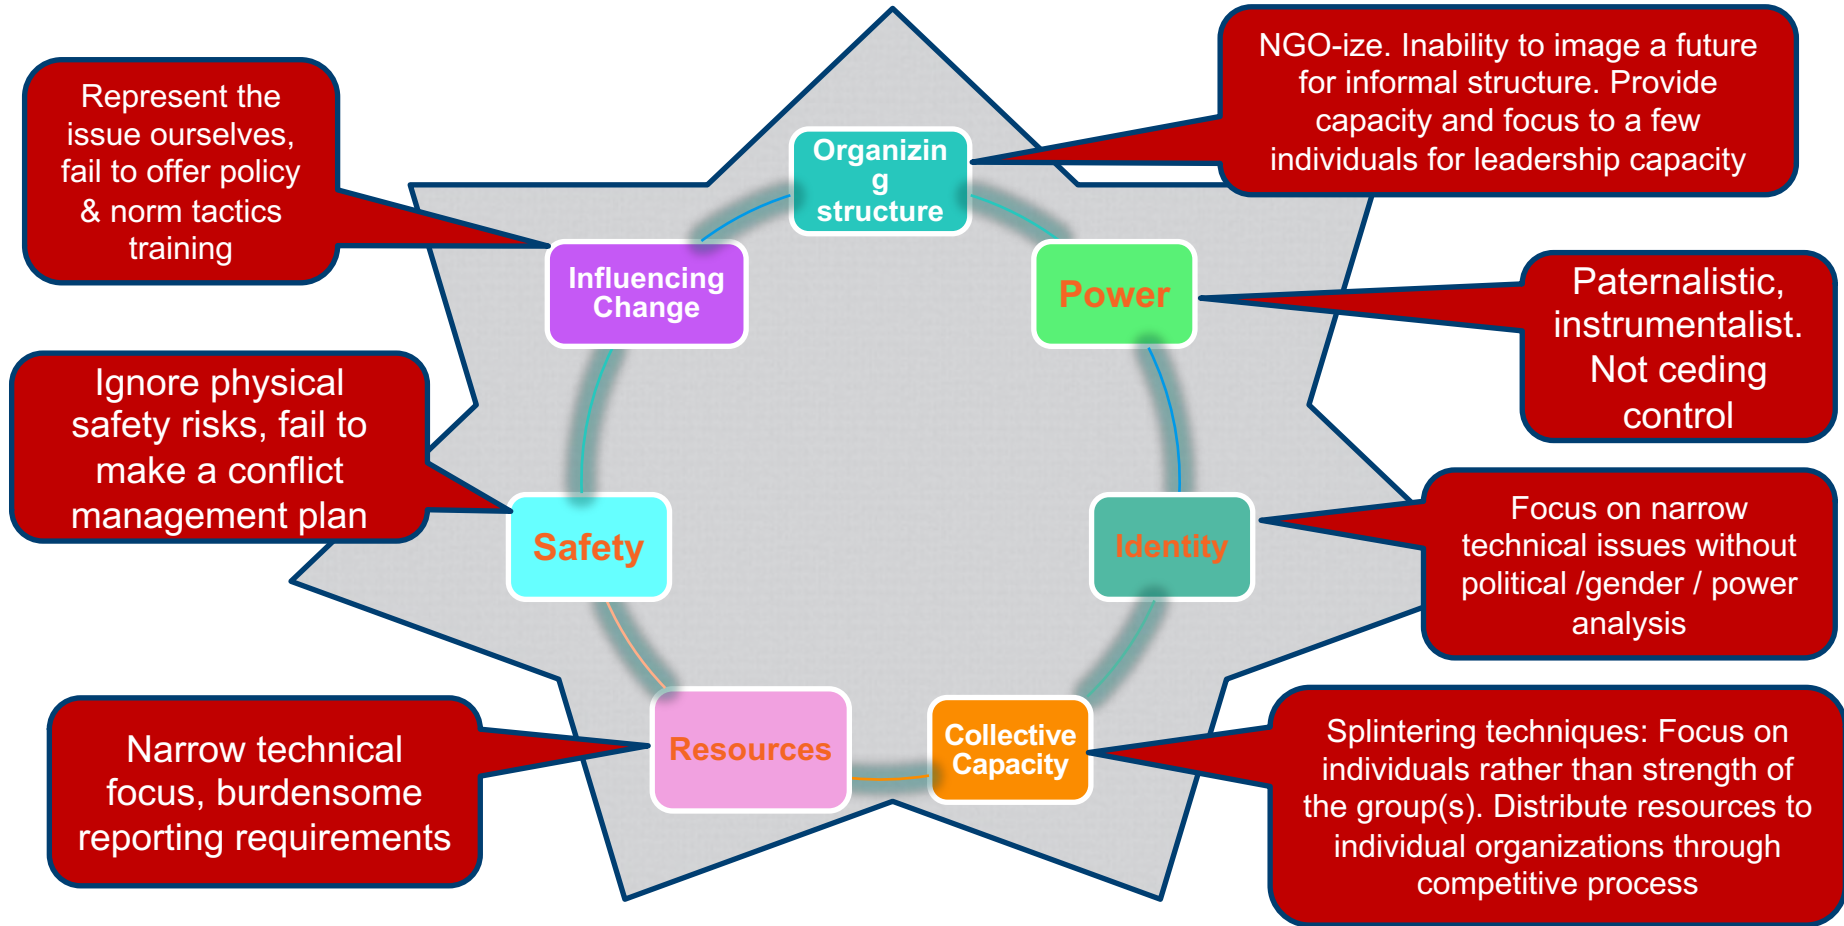 NGO-ize. Inability to image a future
for informal structure. Provide
capacity and focus to a few
individuals for leadership capacity
Represent the
issue ourselves,
fail to offer policy
& norm tactics
training
Organizin
g
structure
Influencing
Change
Power
Paternalistic,
instrumentalist.
Not ceding
control
Ignore physical
safety risks, fail to
make a conflict
management plan
Safety
Identity
Focus on narrow
technical issues without
political /gender / power
analysis
Narrow technical
focus, burdensome
reporting requirements
Resources
Collective
Capacity
Splintering techniques: Focus on
individuals rather than strength of
the group(s). Distribute resources to
individual organizations through
competitive process